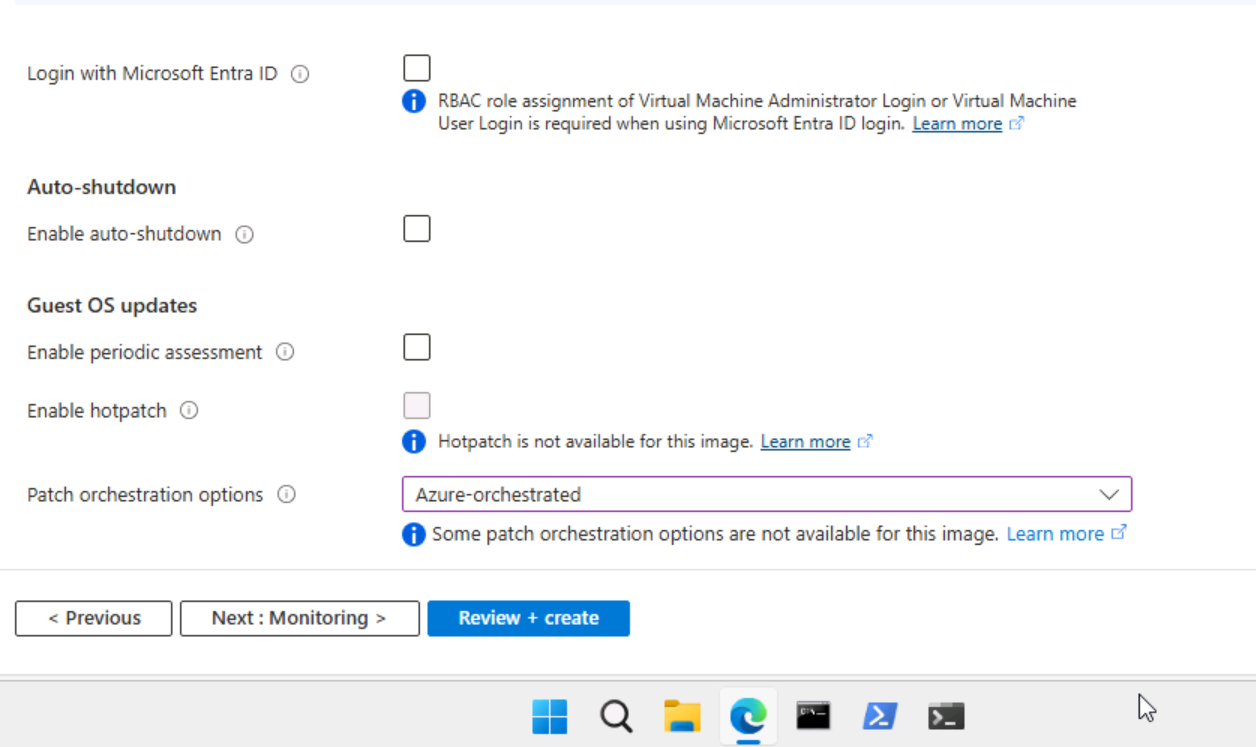 Login with Microsoft Entra ID
RBAC role assignment of Virtual Machine Administrator Login or Virtual Machine
User Login is required when using Microsoft Entra ID login. Learn more
Auto-shutdown
Enable auto-shutdown
Guest OS updates
Enable periodic assessment
Enable hotpatch
Hotpatch is not available for this image. Learn more
Patch orchestration options
Azure-orchestrated
Some patch orchestration options are not available for this image. Learn more
< Previous
Next : Monitoring >
Review + create